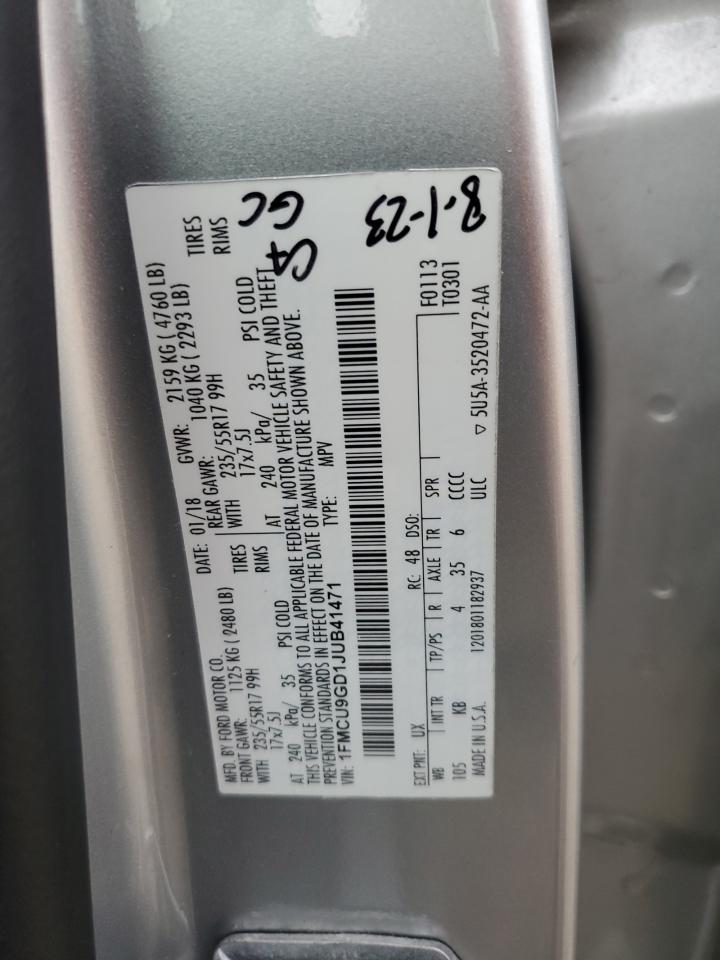 MFD. BY FORD MOTOR CO.
DATE: 01/18 GVWR: 2159 KG ( 4760 LB)
FRONT GAWR: 1125 KG ( 2480 LB) REAR GAWR: 1040 KG ( 2293 LB)
WITH 235/55R17 99H TIRES WITH 235/55R17 99H TIRES
17x7.5J RIMS 17x7.5J RIMS
AT 240 kPa/ 35 PSI COLD AT 240 kPa/ 35 PSI COLD
THIS VEHICLE CONFORMS TO ALL APPLICABLE FEDERAL MOTOR VEHICLE SAFETY AND THEFT
PREVENTION STANDARDS IN EFFECT ON THE DATE OF MANUFACTURE SHOWN ABOVE.
VIN: 1FMCU9GD1JUB41471 TYPE: MPV
GC
8-1-23
EXT PNT: UX RC: 48 DSO: F0113
T0301
WB INT TR TP/PS R AXLE TR SPR
105 KB 4 35 6 CCCC
MADE IN U.S.A. 1201801182937 ULC ▽ 5U5A-3520472-AA